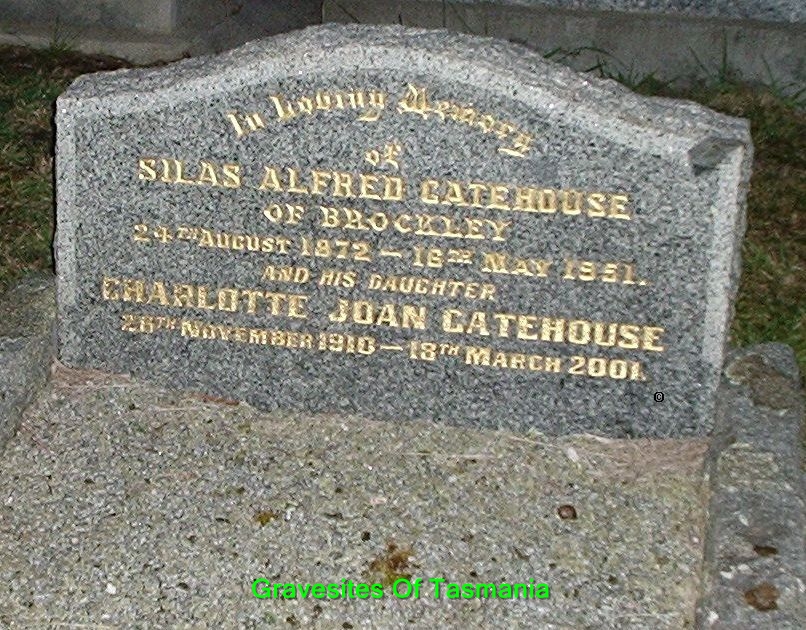 In Loving Memory
of
SILAS ALFRED GATEHOUSE
OF BROCKLEY
24TH AUGUST 1872 — 16TH MAY 1951.
AND HIS DAUGHTER
CHARLOTTE JOAN GATEHOUSE
28TH NOVEMBER 1910 — 18TH MARCH 2001.
©
Gravesites Of Tasmania